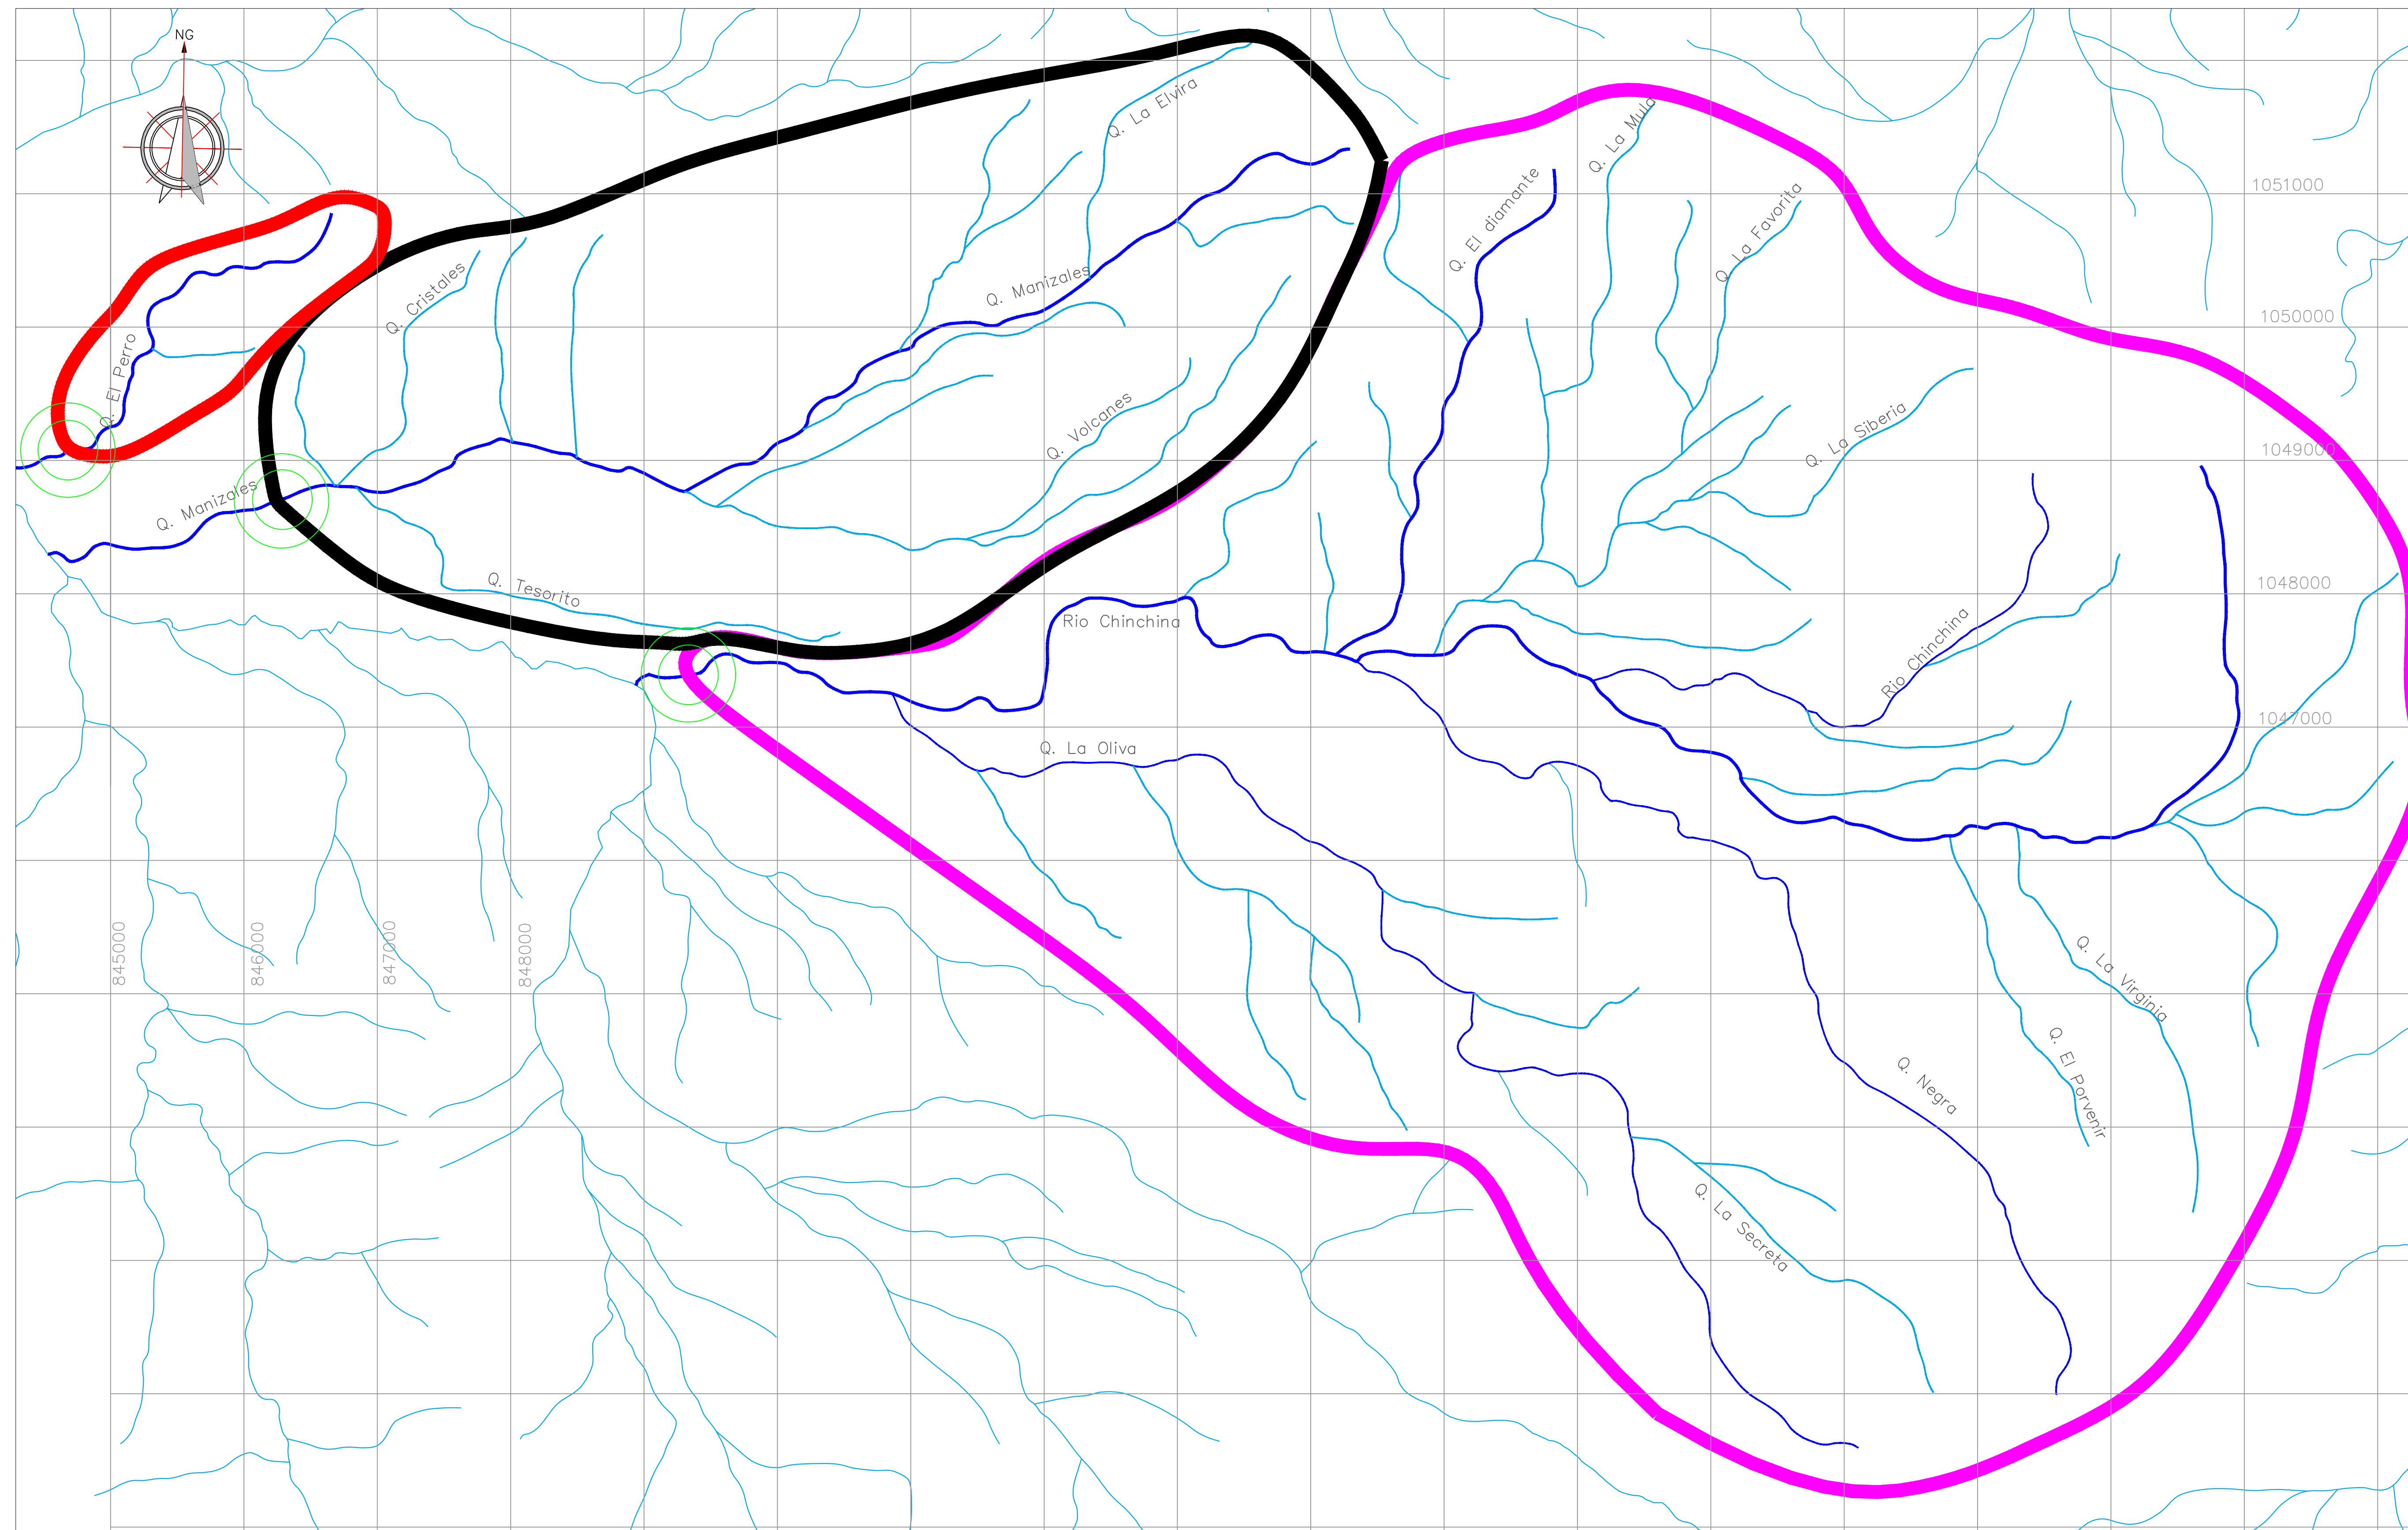 NG
Q. La Elvira
Q. La Mula
Q. El diamante
Q. La Favorita
1051000
Q. Cristales
Q. Manizales
1050000
Q. El Perro
Q. Volcanes
Q. La Siberia
1049000
Q. Manizales
Q. Tesorito
1048000
Rio Chinchina
Rio Chinchina
1047000
Q. La Oliva
845000
846000
847000
848000
Q. La Virginia
Q. El Porvenir
Q. Negra
Q. La Secreta